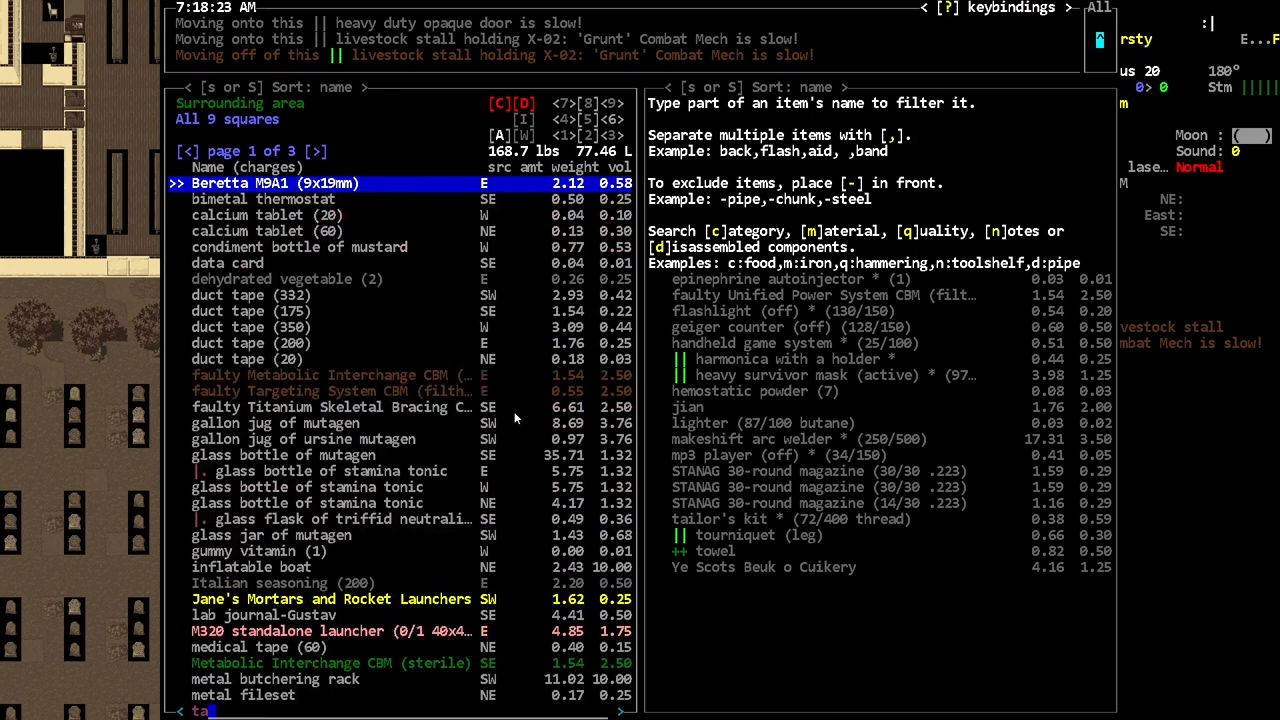 7:18:23 AM < [?] keybindings > All
Moving onto this || heavy duty opaque door is slow!
Moving onto this || livestock stall holding X-02: 'Grunt' Combat Mech is slow!
Moving off of this || livestock stall holding X-02: 'Grunt' Combat Mech is slow!
:|
rsty E...F
us 20 180°
0> 0 Stm |||||
m
Moon : ( )
Sound: 0
lase… Normal
M
NE:
East:
SE:
vestock stall
mbat Mech is slow!
< [s or S] Sort: name >
Surrounding area [C][D] <7>[8]<9>
All 9 squares [I] <4>[5]<6>
[A][W] <1>[2]<3>
[<] page 1 of 3 [>] 168.7 lbs 77.46 L
Name (charges) src amt weight vol
>> Beretta M9A1 (9x19mm) E 2.12 0.58
bimetal thermostat SE 0.50 0.25
calcium tablet (20) W 0.04 0.10
calcium tablet (60) NE 0.13 0.30
condiment bottle of mustard W 0.77 0.53
data card SE 0.04 0.01
dehydrated vegetable (2) E 0.26 0.25
duct tape (332) SW 2.93 0.42
duct tape (175) SE 1.54 0.22
duct tape (350) W 3.09 0.44
duct tape (200) E 1.76 0.25
duct tape (20) NE 0.18 0.03
faulty Metabolic Interchange CBM (… E 1.54 2.50
faulty Targeting System CBM (filth… E 0.55 2.50
faulty Titanium Skeletal Bracing C… SE 6.61 2.50
gallon jug of mutagen SW 8.69 3.76
gallon jug of ursine mutagen SW 0.97 3.76
glass bottle of mutagen SE 35.71 1.32
|. glass bottle of stamina tonic E 5.75 1.32
glass bottle of stamina tonic W 5.75 1.32
glass bottle of stamina tonic NE 4.17 1.32
|. glass flask of triffid neutrali… SE 0.49 0.36
glass jar of mutagen SW 1.43 0.68
gummy vitamin (1) W 0.00 0.01
inflatable boat NE 2.43 10.00
Italian seasoning (200) E 2.20 0.50
Jane's Mortars and Rocket Launchers SW 1.62 0.25
lab journal-Gustav SE 4.41 0.50
M320 standalone launcher (0/1 40x4… E 4.85 1.75
medical tape (60) NE 0.40 0.15
Metabolic Interchange CBM (sterile) SE 1.54 2.50
metal butchering rack SW 11.02 10.00
metal fileset NE 0.17 0.25
< ta >
< [s or S] Sort: name >
Type part of an item's name to filter it.
Separate multiple items with [,].
Example: back,flash,aid, ,band
To exclude items, place [-] in front.
Example: -pipe,-chunk,-steel
Search [c]ategory, [m]aterial, [q]uality, [n]otes or
[d]isassembled components.
Examples: c:food,m:iron,q:hammering,n:toolshelf,d:pipe
epinephrine autoinjector * (1) 0.03 0.01
faulty Unified Power System CBM (filt… 1.54 2.50
flashlight (off) * (130/150) 0.54 0.20
geiger counter (off) (128/150) 0.60 0.50
handheld game system * (25/100) 0.51 0.50
|| harmonica with a holder * 0.44 0.25
|| heavy survivor mask (active) * (97… 3.98 1.25
hemostatic powder (7) 0.08 0.03
jian 1.76 2.00
lighter (87/100 butane) 0.03 0.02
makeshift arc welder * (250/500) 17.31 3.50
mp3 player (off) * (34/150) 0.41 0.05
STANAG 30-round magazine (30/30 .223) 1.59 0.29
STANAG 30-round magazine (30/30 .223) 1.59 0.29
STANAG 30-round magazine (14/30 .223) 1.16 0.29
tailor's kit * (72/400 thread) 0.38 0.59
|| tourniquet (leg) 0.66 0.30
++ towel 0.82 0.50
Ye Scots Beuk o Cuikery 4.16 1.25